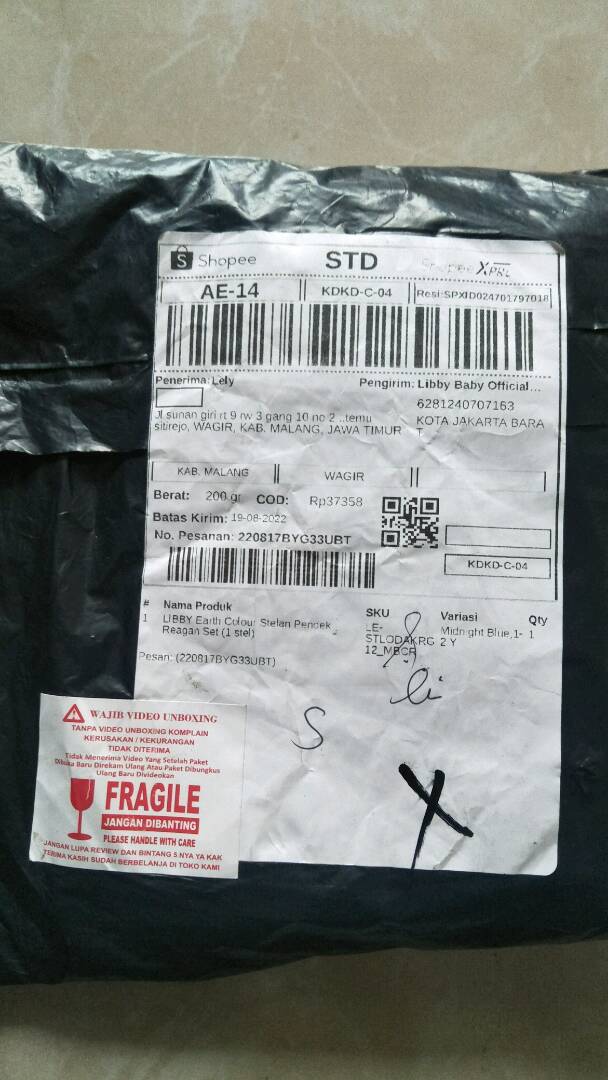 Shopee
STD
Shopee XPRE
AE-14
KDKD-C-04
Resi:SPXID024701797018
Penerima: Lely
Pengirim: Libby Baby Official...
6281240707163
Jl sunan giri rt 9 rw 3 gang 10 no 2 ..temu
sitirejo, WAGIR, KAB. MALANG, JAWA TIMUR
KOTA JAKARTA BARA
T
KAB. MALANG
WAGIR
Berat: 200 gr
COD: Rp37358
Batas Kirim: 19-08-2022
No. Pesanan: 220817BYG33UBT
KDKD-C-04
# Nama Produk
SKU
Variasi
Qty
1 LIBBY Earth Colour Stelan Pendek
Reagan Set (1 stel)
LE-
STLODAKRG
12_MBCR
Midnight Blue,1-
2 Y
1
Pesan: (220817BYG33UBT)
S
X
WAJIB VIDEO UNBOXING
TANPA VIDEO UNBOXING KOMPLAIN
KERUSAKAN / KEKURANGAN
TIDAK DITERIMA
Tidak Menerima Video Yang Setelah Paket
Dibuka Baru Direkam Ulang Atau Paket Dibungkus
Ulang Baru Divideokan
FRAGILE
JANGAN DIBANTING
PLEASE HANDLE WITH CARE
JANGAN LUPA REVIEW DAN BINTANG 5 NYA YA KAK
TERIMA KASIH SUDAH BERBELANJA DI TOKO KAMI